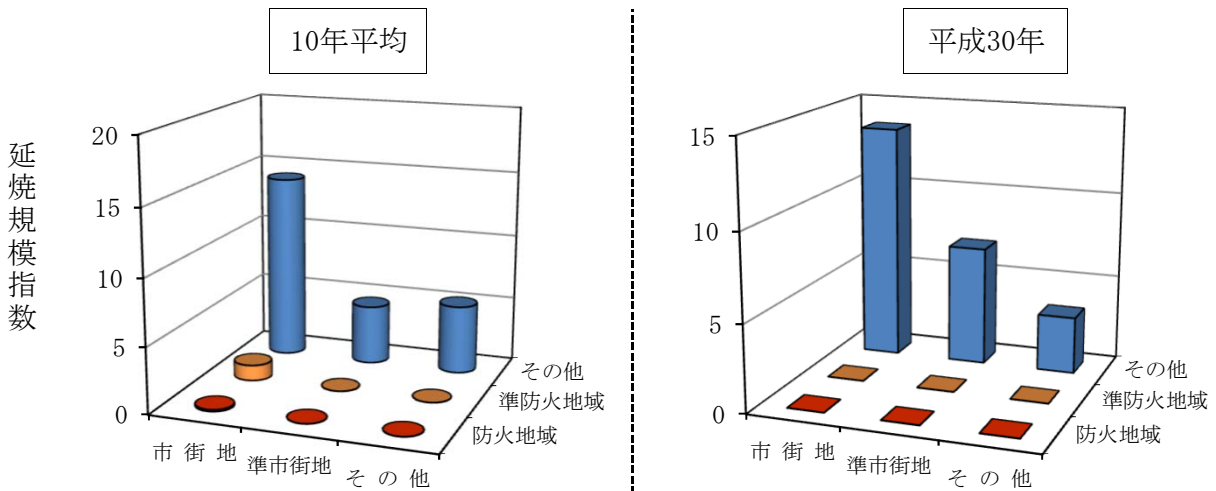 10年平均
平成30年
延焼規模指数
20
15
10
5
0
市街地
準市街地
その他
その他
準防火地域
防火地域
15
10
5
0
市街地
準市街地
その他
その他
準防火地域
防火地域